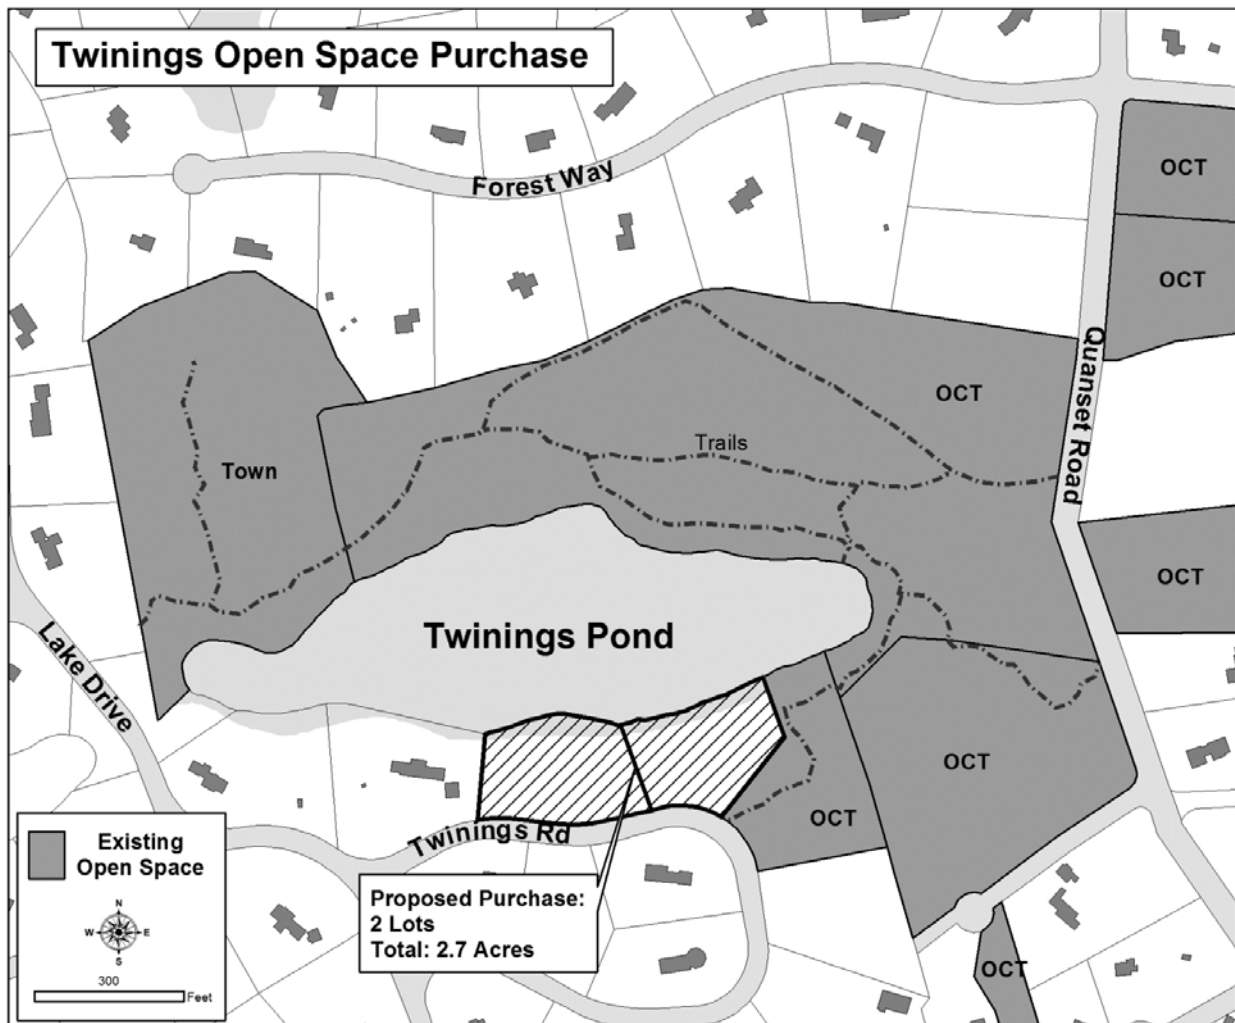 Twinings Open Space Purchase
OCT
Forest Way
OCT
Quanset Road
OCT
Trails
Town
OCT
Twinings Pond
Lake Drive
OCT
OCT
Twinings Rd
Existing
Open Space
N
W E
S
300
Feet
Proposed Purchase:
2 Lots
Total: 2.7 Acres
OCT